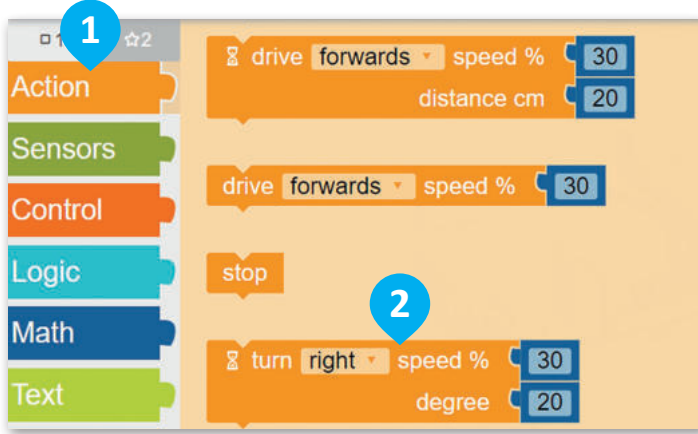 1
☆2
Action
Sensors
Control
Logic
Math
Text
drive forwards speed % 30
distance cm 20
drive forwards speed % 30
stop
2
turn right speed % 30
degree 20